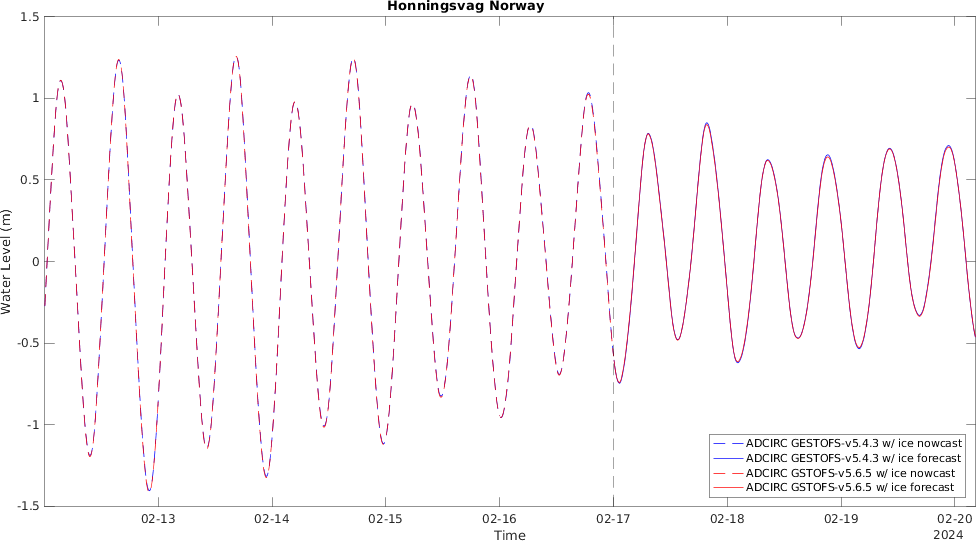 Honningsvag Norway
1.5
1
0.5
0
-0.5
-1
-1.5
Water Level (m)
02-13
02-14
02-15
02-16
02-17
02-18
02-19
02-20
2024
Time
ADCIRC GESTOFS-v5.4.3 w/ ice nowcast
ADCIRC GESTOFS-v5.4.3 w/ ice forecast
ADCIRC GSTOFS-v5.6.5 w/ ice nowcast
ADCIRC GSTOFS-v5.6.5 w/ ice forecast